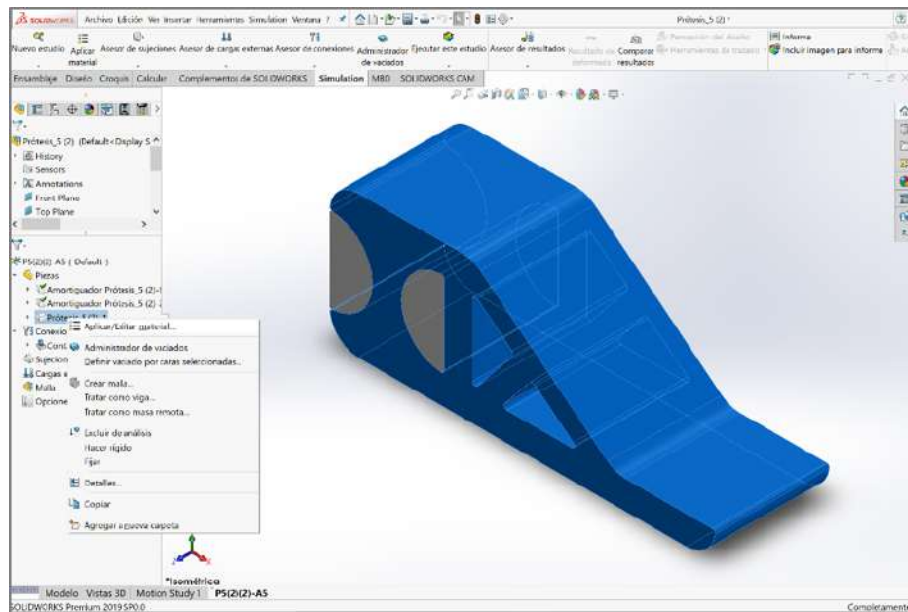 SOLIDWORKS Archivo Edición Ver Insertar Herramientas Simulation Ventana ? Prótesis_5 (2) *
Nuevo estudio Aplicar material Asesor de sujeciones Asesor de cargas externas Asesor de conexiones Administrador de vaciados Ejecutar este estudio Asesor de resultados Comparar resultados Informe
Incluir imagen para informe
Ensamblaje Diseño Croquis Calcular Complementos de SOLIDWORKS Simulation MBD SOLIDWORKS CAM
Prótesis_5 (2) (Default<Display S
History
Sensors
Annotations
Front Plane
Top Plane
P5(2)(2)-A5 ( Default )
Piezas
Amortiguador Prótesis_5 (2)-1
Amortiguador Prótesis_5 (2)-2
Conexio
Aplicar/Editar material...
Cont
Administrador de vaciados
Sujecion
Definir variado por caras seleccionadas..
Cargas e
Malla
Crear mala...
Opcione
Tratar como viga...
Tratar como masa remota...
Excluir de análisis
Hacer rígido
Fijar
Detalles...
Copiar
Agregar a nueva carpeta
*Isométrica
Modelo Vistas 3D Motion Study 1 P5(2)(2)-A5
SOLIDWORKS Premium 2019 SP0.0 Completamente